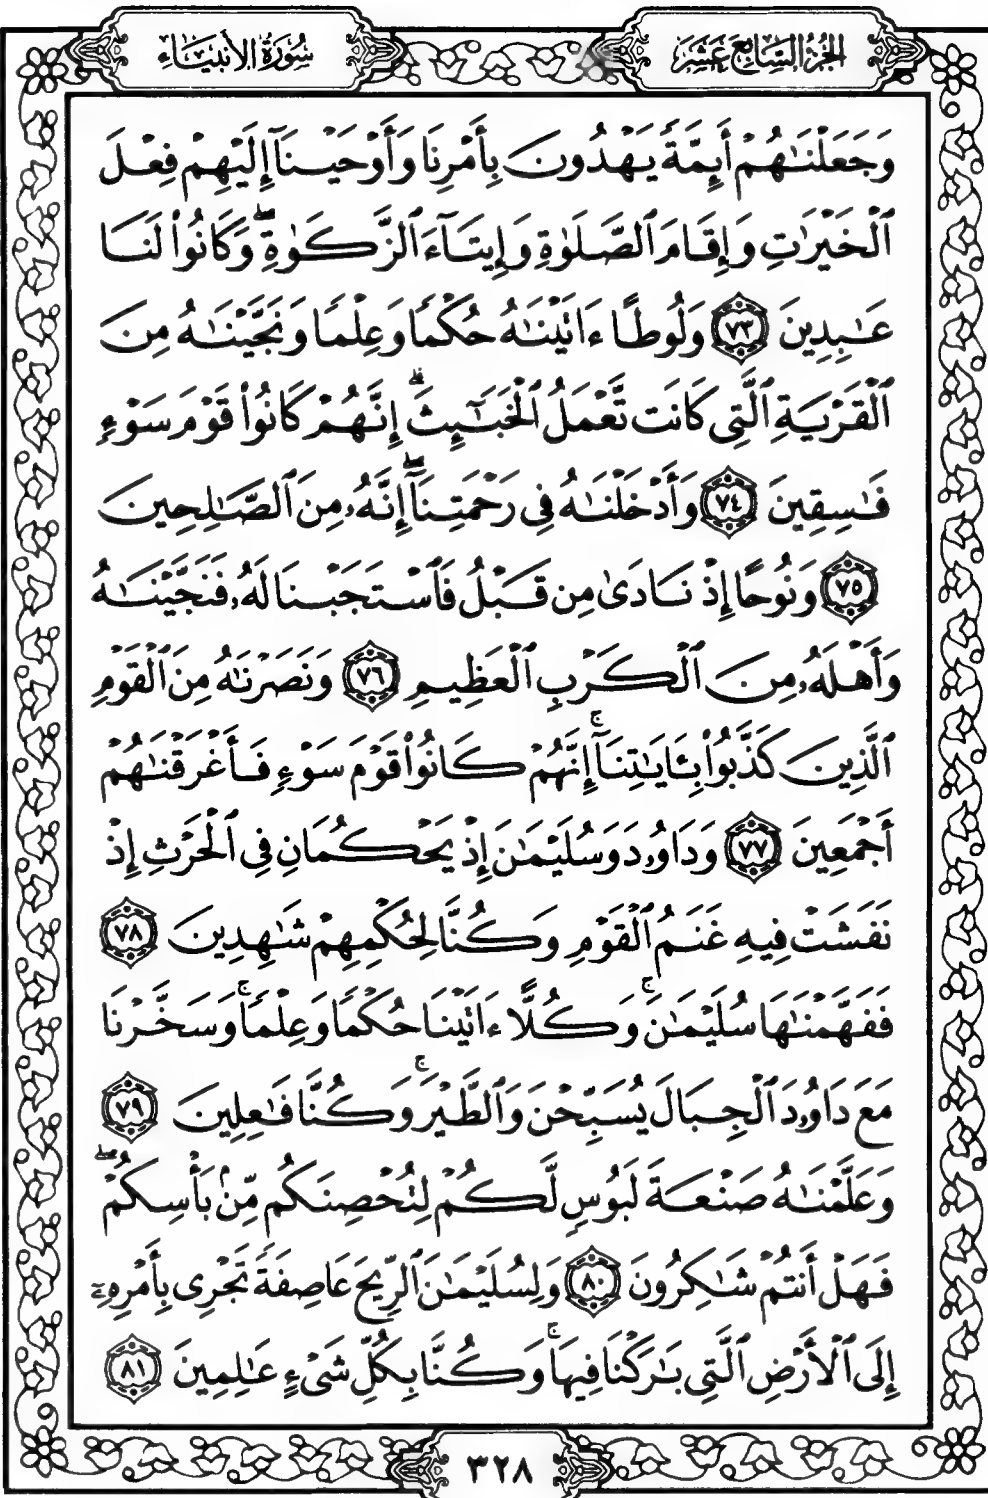 الجزء السابع عشر
سورة الأنبياء
وَجَعَلْنَٰهُمْ أَئِمَّةً يَهْدُونَ بِأَمْرِنَا وَأَوْحَيْنَآ إِلَيْهِمْ فِعْلَ
ٱلْخَيْرَٰتِ وَإِقَامَ ٱلصَّلَوٰةِ وَإِيتَآءَ ٱلزَّكَوٰةِۖ وَكَانُوا۟ لَنَا
عَٰبِدِينَ ﴿٧٣﴾ وَلُوطًا ءَاتَيْنَٰهُ حُكْمًا وَعِلْمًا وَنَجَّيْنَٰهُ مِنَ
ٱلْقَرْيَةِ ٱلَّتِى كَانَت تَّعْمَلُ ٱلْخَبَٰٓئِثَۗ إِنَّهُمْ كَانُوا۟ قَوْمَ سَوْءٍ
فَٰسِقِينَ ﴿٧٤﴾ وَأَدْخَلْنَٰهُ فِى رَحْمَتِنَآۖ إِنَّهُۥ مِنَ ٱلصَّٰلِحِينَ
﴿٧٥﴾ وَنُوحًا إِذْ نَادَىٰ مِن قَبْلُ فَٱسْتَجَبْنَا لَهُۥ فَنَجَّيْنَٰهُ
وَأَهْلَهُۥ مِنَ ٱلْكَرْبِ ٱلْعَظِيمِ ﴿٧٦﴾ وَنَصَرْنَٰهُ مِنَ ٱلْقَوْمِ
ٱلَّذِينَ كَذَّبُوا۟ بِـَٔايَٰتِنَآۚ إِنَّهُمْ كَانُوا۟ قَوْمَ سَوْءٍ فَأَغْرَقْنَٰهُمْ
أَجْمَعِينَ ﴿٧٧﴾ وَدَاوُۥدَ وَسُلَيْمَٰنَ إِذْ يَحْكُمَانِ فِى ٱلْحَرْثِ إِذْ
نَفَشَتْ فِيهِ غَنَمُ ٱلْقَوْمِ وَكُنَّا لِحُكْمِهِمْ شَٰهِدِينَ ﴿٧٨﴾
فَفَهَّمْنَٰهَا سُلَيْمَٰنَۚ وَكُلًّا ءَاتَيْنَا حُكْمًا وَعِلْمًاۚ وَسَخَّرْنَا
مَعَ دَاوُۥدَ ٱلْجِبَالَ يُسَبِّحْنَ وَٱلطَّيْرَۚ وَكُنَّا فَٰعِلِينَ ﴿٧٩﴾
وَعَلَّمْنَٰهُ صَنْعَةَ لَبُوسٍ لَّكُمْ لِتُحْصِنَكُم مِّنۢ بَأْسِكُمْۖ
فَهَلْ أَنتُمْ شَٰكِرُونَ ﴿٨٠﴾ وَلِسُلَيْمَٰنَ ٱلرِّيحَ عَاصِفَةً تَجْرِى بِأَمْرِهِۦٓ
إِلَى ٱلْأَرْضِ ٱلَّتِى بَٰرَكْنَا فِيهَاۚ وَكُنَّا بِكُلِّ شَىْءٍ عَٰلِمِينَ ﴿٨١﴾
٣٢٨